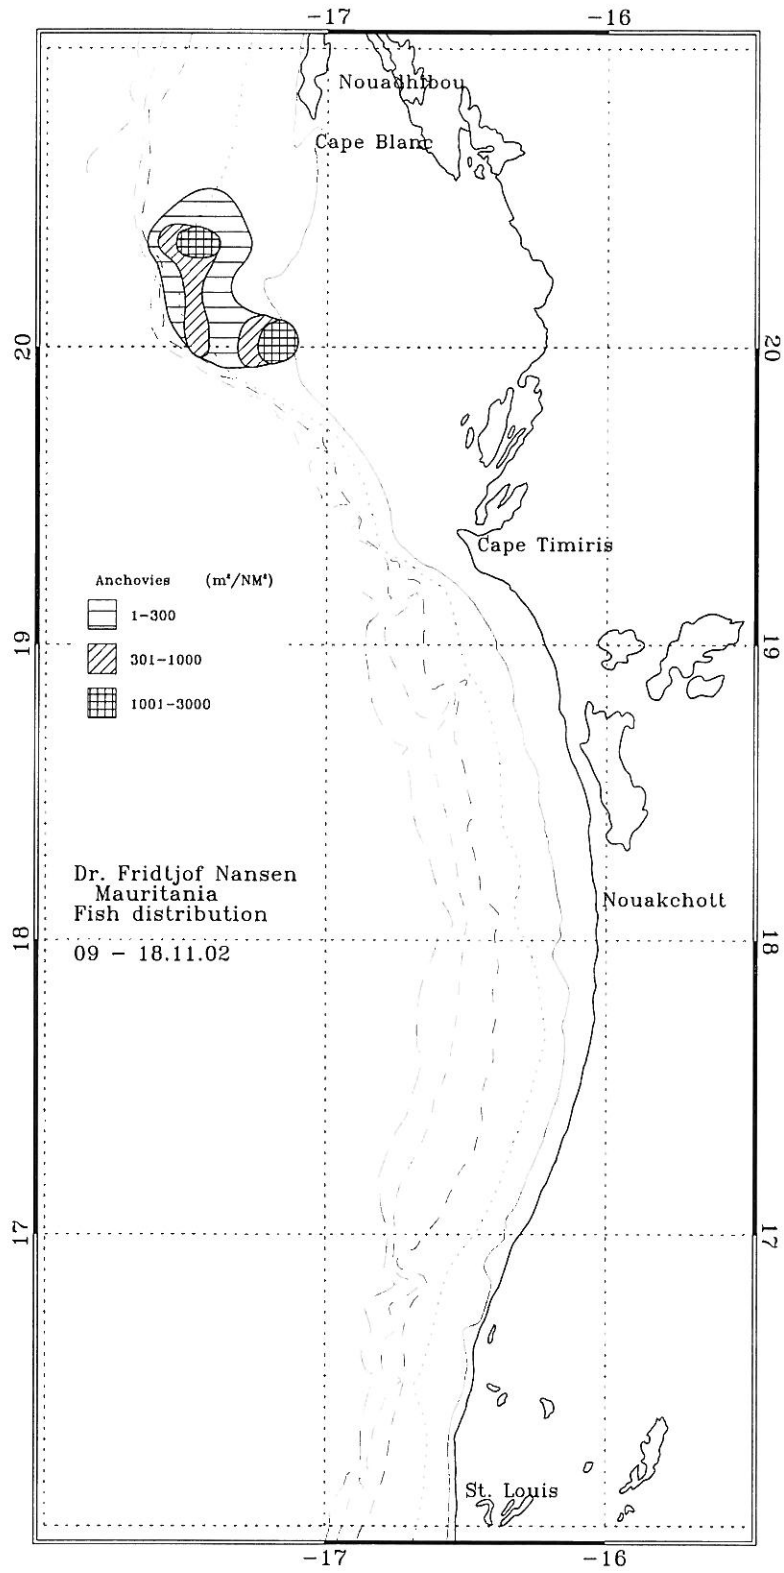 -17 -16
Nouadhibou
Cape Blanc
20 20
Cape Timiris
Anchovies (m²/NM²)
1-300
19 19
301-1000
1001-3000
Dr. Fridtjof Nansen
Mauritania
Nouakchott
Fish distribution
18 18
09 - 18.11.02
17 17
St. Louis
-17 -16